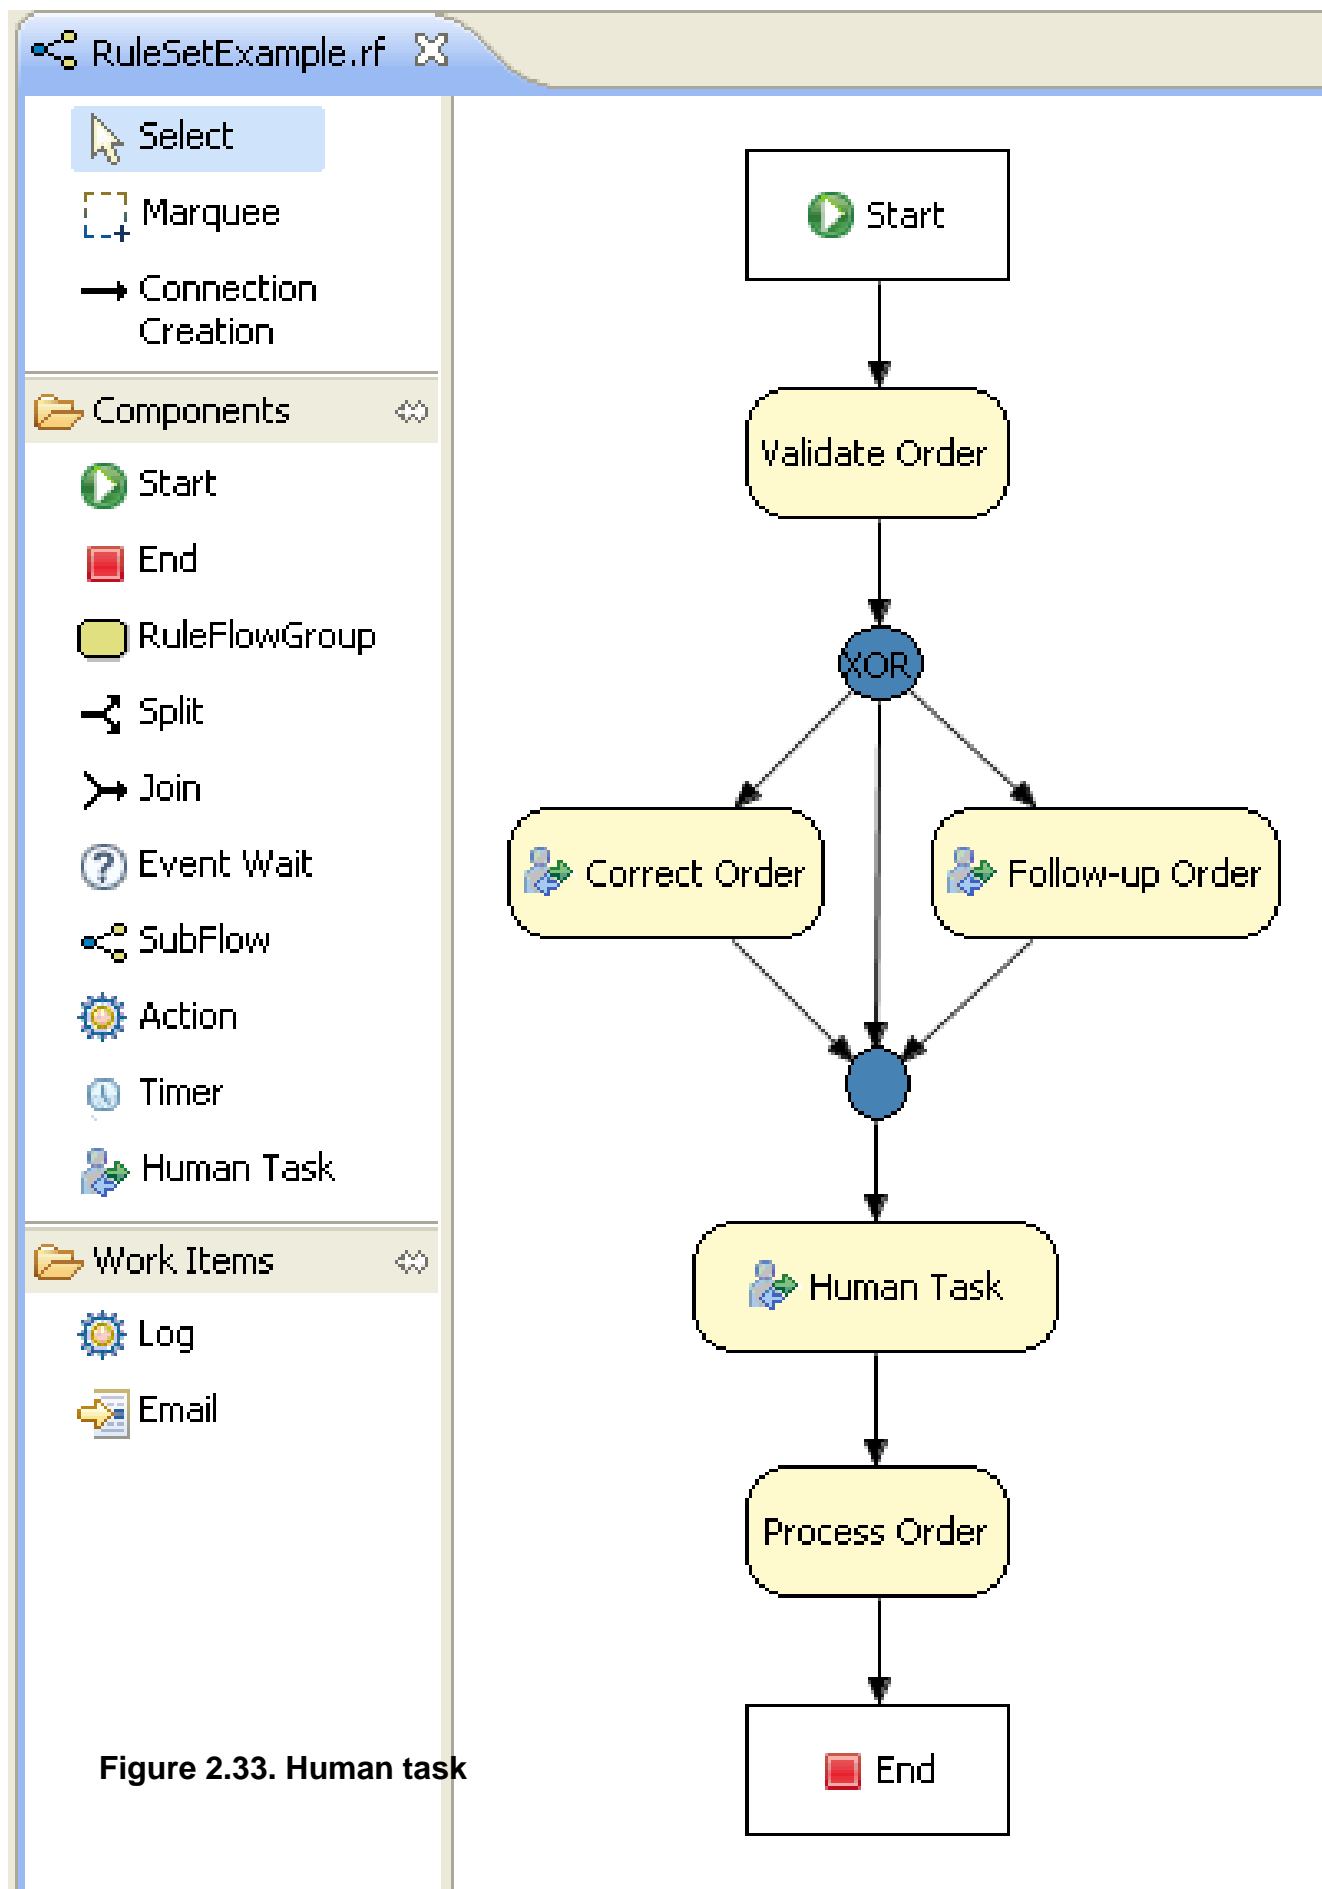 RuleSetExample.rf
Select
Marquee
Connection
Creation
Components
Start
End
RuleFlowGroup
Split
Join
Event Wait
SubFlow
Action
Timer
Human Task
Work Items
Log
Email
Start
Validate Order
XOR
Correct Order
Follow-up Order
Human Task
Process Order
End
Figure 2.33. Human task